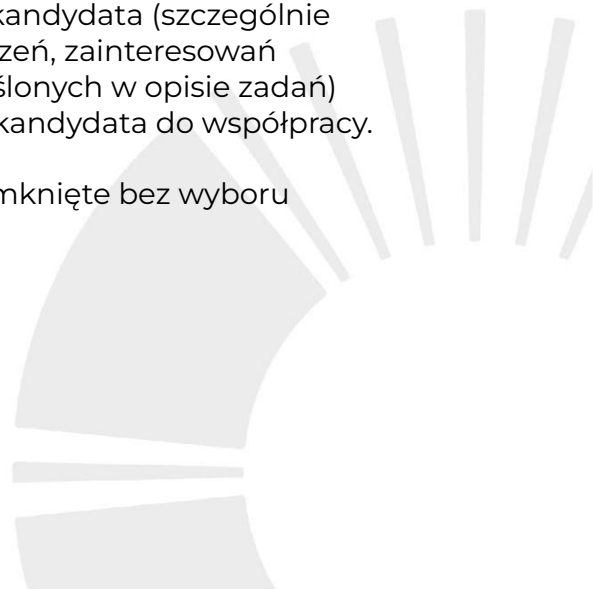 kandydata (szczególnie
zeń, zainteresowań
ślonych w opisie zadań)
kandydata do współpracy.
mknięte bez wyboru